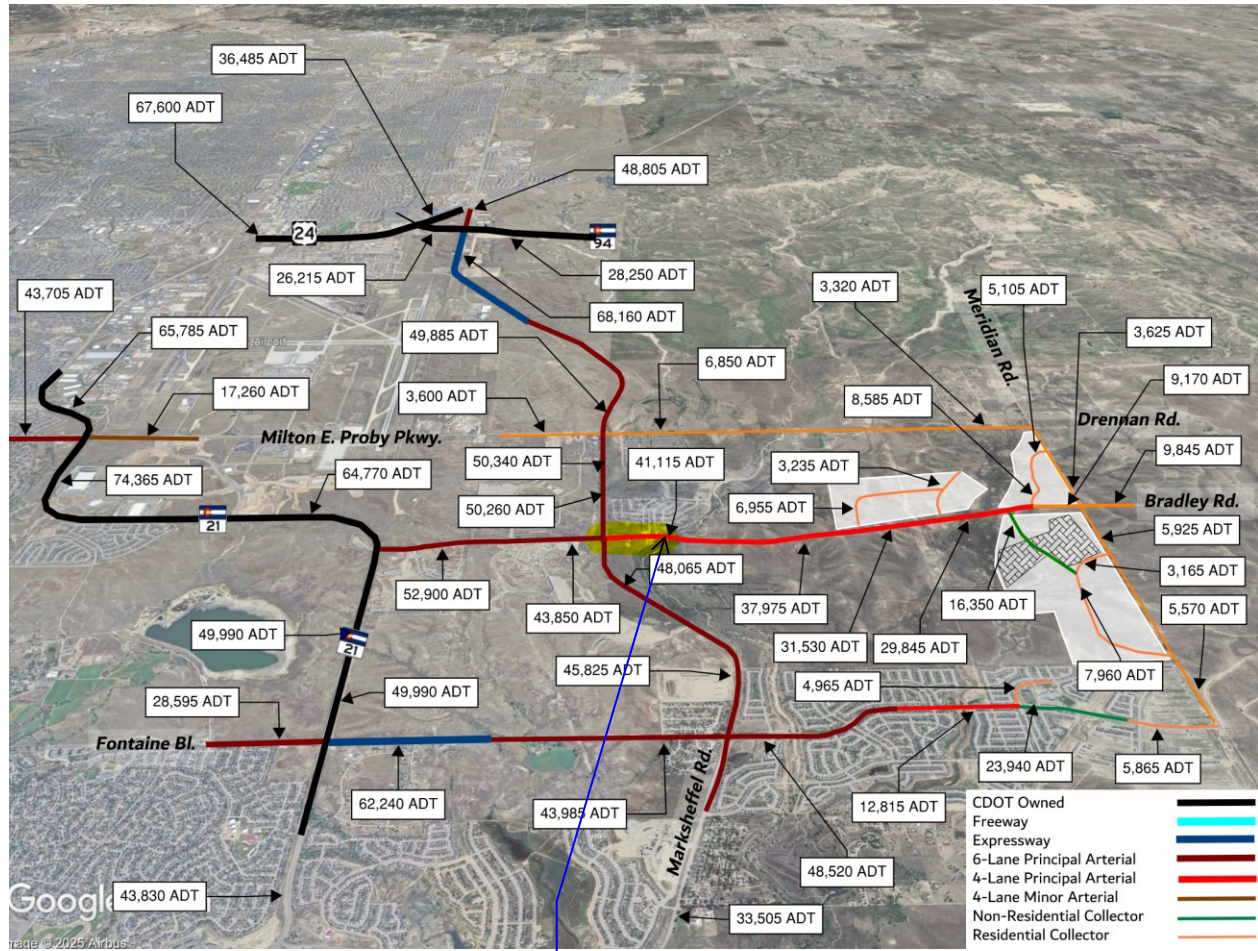 36,485 ADT
67,600 ADT
48,805 ADT
24
94
26,215 ADT
28,250 ADT
43,705 ADT
3,320 ADT
5,105 ADT
68,160 ADT
65,785 ADT
49,885 ADT
Meridian Rd.
3,625 ADT
Airport
6,850 ADT
9,170 ADT
17,260 ADT
3,600 ADT
8,585 ADT
Milton E. Proby Pkwy.
Drennan Rd.
9,845 ADT
50,340 ADT
41,115 ADT
3,235 ADT
74,365 ADT
64,770 ADT
Bradley Rd.
50,260 ADT
6,955 ADT
21
5,925 ADT
48,065 ADT
3,165 ADT
52,900 ADT
43,850 ADT
37,975 ADT
16,350 ADT
5,570 ADT
49,990 ADT
21
31,530 ADT
29,845 ADT
45,825 ADT
7,960 ADT
49,990 ADT
4,965 ADT
28,595 ADT
Fontaine Bl.
Marksheffel Rd.
62,240 ADT
43,985 ADT
12,815 ADT
23,940 ADT
5,865 ADT
48,520 ADT
43,830 ADT
33,505 ADT
CDOT Owned
Freeway
Expressway
6-Lane Principal Arterial
4-Lane Principal Arterial
4-Lane Minor Arterial
Non-Residential Collector
Residential Collector
Google
mage © 2025 Airbus